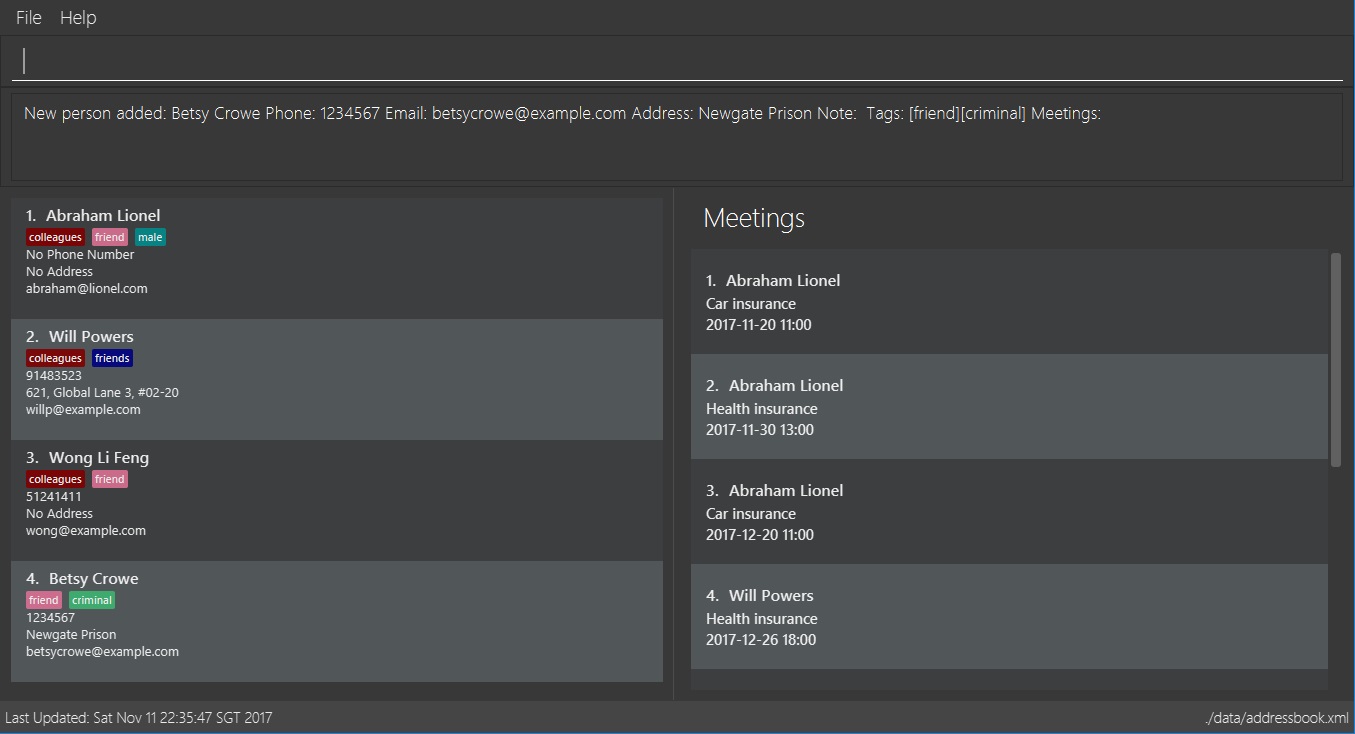 File Help
New person added: Betsy Crowe Phone: 1234567 Email: betsycrowe@example.com Address: Newgate Prison Note:  Tags: [friend][criminal] Meetings:
1. Abraham Lionel
colleagues friend male
No Phone Number
No Address
abraham@lionel.com
2. Will Powers
colleagues friends
91483523
621, Global Lane 3, #02-20
willp@example.com
3. Wong Li Feng
colleagues friend
51241411
No Address
wong@example.com
4. Betsy Crowe
friend criminal
1234567
Newgate Prison
betsycrowe@example.com
Meetings
1. Abraham Lionel
Car insurance
2017-11-20 11:00
2. Abraham Lionel
Health insurance
2017-11-30 13:00
3. Abraham Lionel
Car insurance
2017-12-20 11:00
4. Will Powers
Health insurance
2017-12-26 18:00
Last Updated: Sat Nov 11 22:35:47 SGT 2017
./data/addressbook.xml